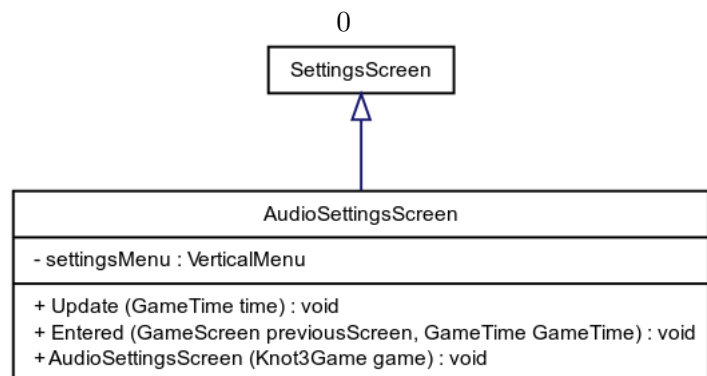 0
SettingsScreen
AudioSettingsScreen
- settingsMenu : VerticalMenu
+ Update (GameTime time) : void
+ Entered (GameScreen previousScreen, GameTime GameTime) : void
+AudioSettingsScreen (Knot3Game game) : void